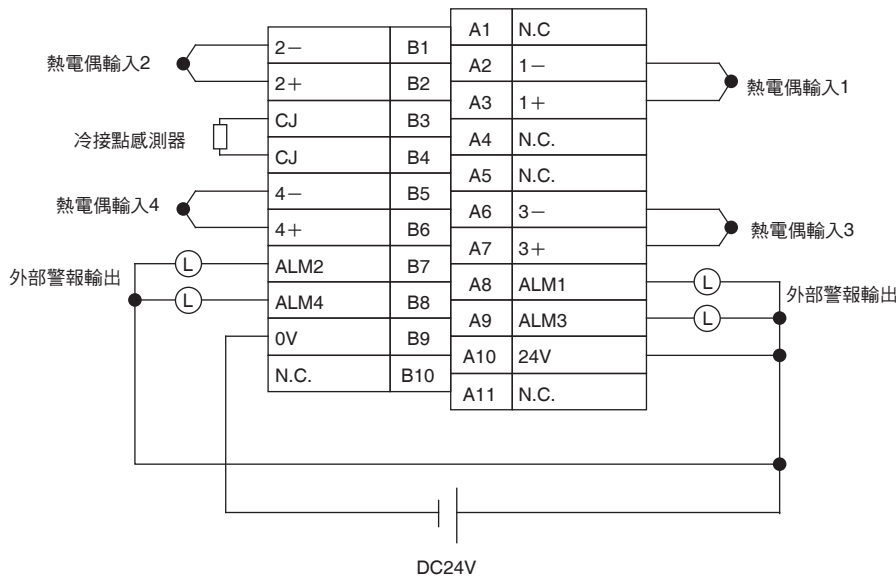 A1 N.C
2－ B1
A2 1－
熱電偶輸入2
熱電偶輸入1
2+ B2
A3 1+
CJ B3
冷接點感測器
A4 N.C.
CJ B4
A5 N.C.
4－ B5
熱電偶輸入4
A6 3－
熱電偶輸入3
4+ B6
A7 3+
L ALM2 B7
外部警報輸出
A8 ALM1 L
外部警報輸出
L ALM4 B8
A9 ALM3 L
0V B9
A10 24V
N.C. B10
A11 N.C.
DC24V